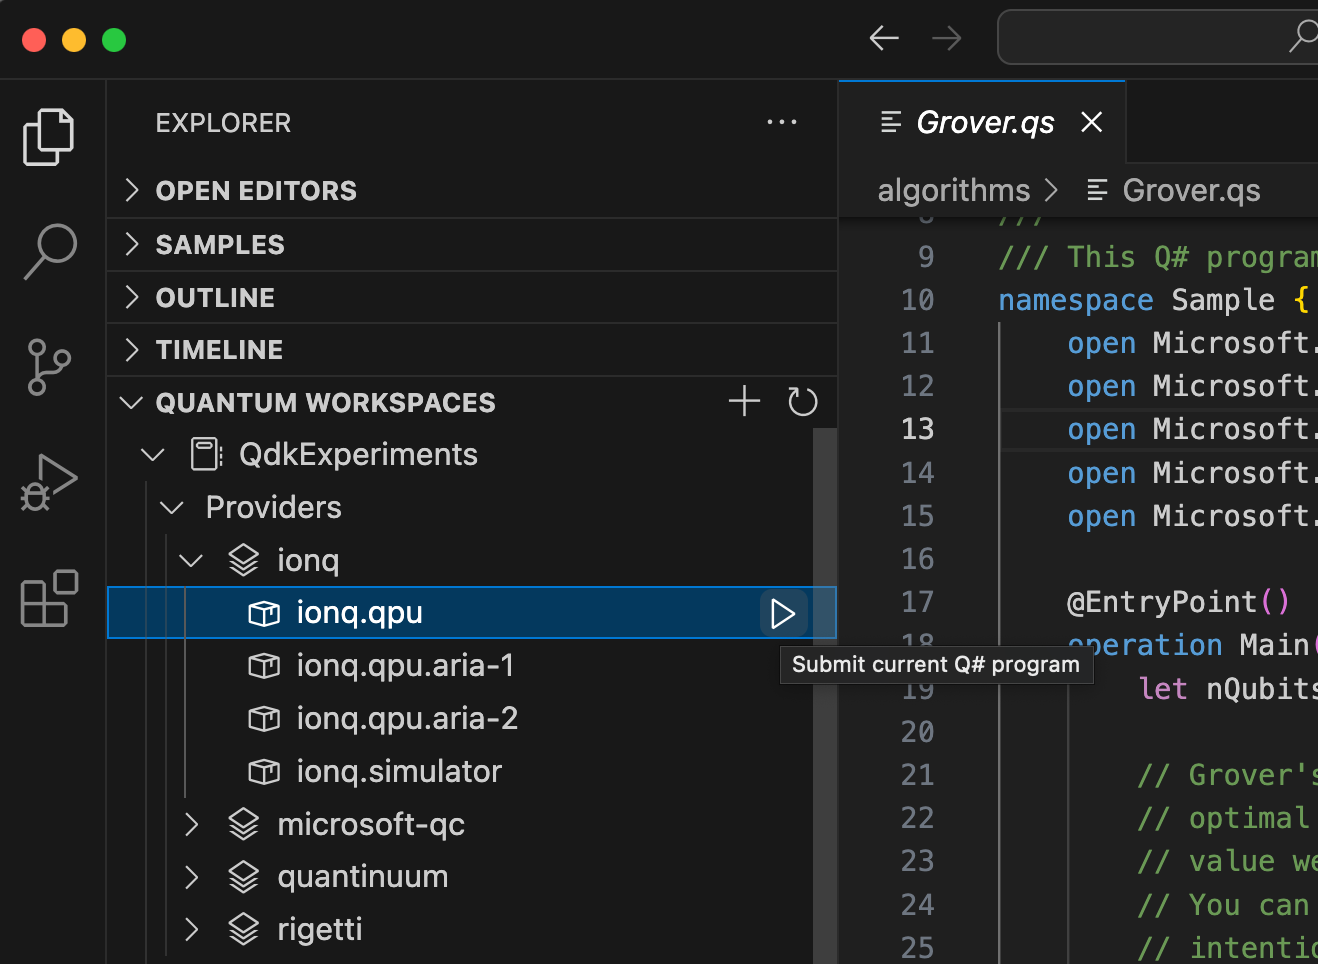 EXPLORER
OPEN EDITORS
SAMPLES
OUTLINE
TIMELINE
QUANTUM WORKSPACES
QdkExperiments
Providers
ionq
ionq.qpu
ionq.qpu.aria-1
ionq.qpu.aria-2
ionq.simulator
microsoft-qc
quantinuum
rigetti
Submit current Q# program
Grover.qs
algorithms > Grover.qs
8 ///
9 /// This Q# program
10 namespace Sample {
11 open Microsoft.
12 open Microsoft.
13 open Microsoft.
14 open Microsoft.
15 open Microsoft.
16
17 @EntryPoint()
18 operation Main(
19 let nQubits
20
21 // Grover's
22 // optimal
23 // value we
24 // You can
25 // intentio